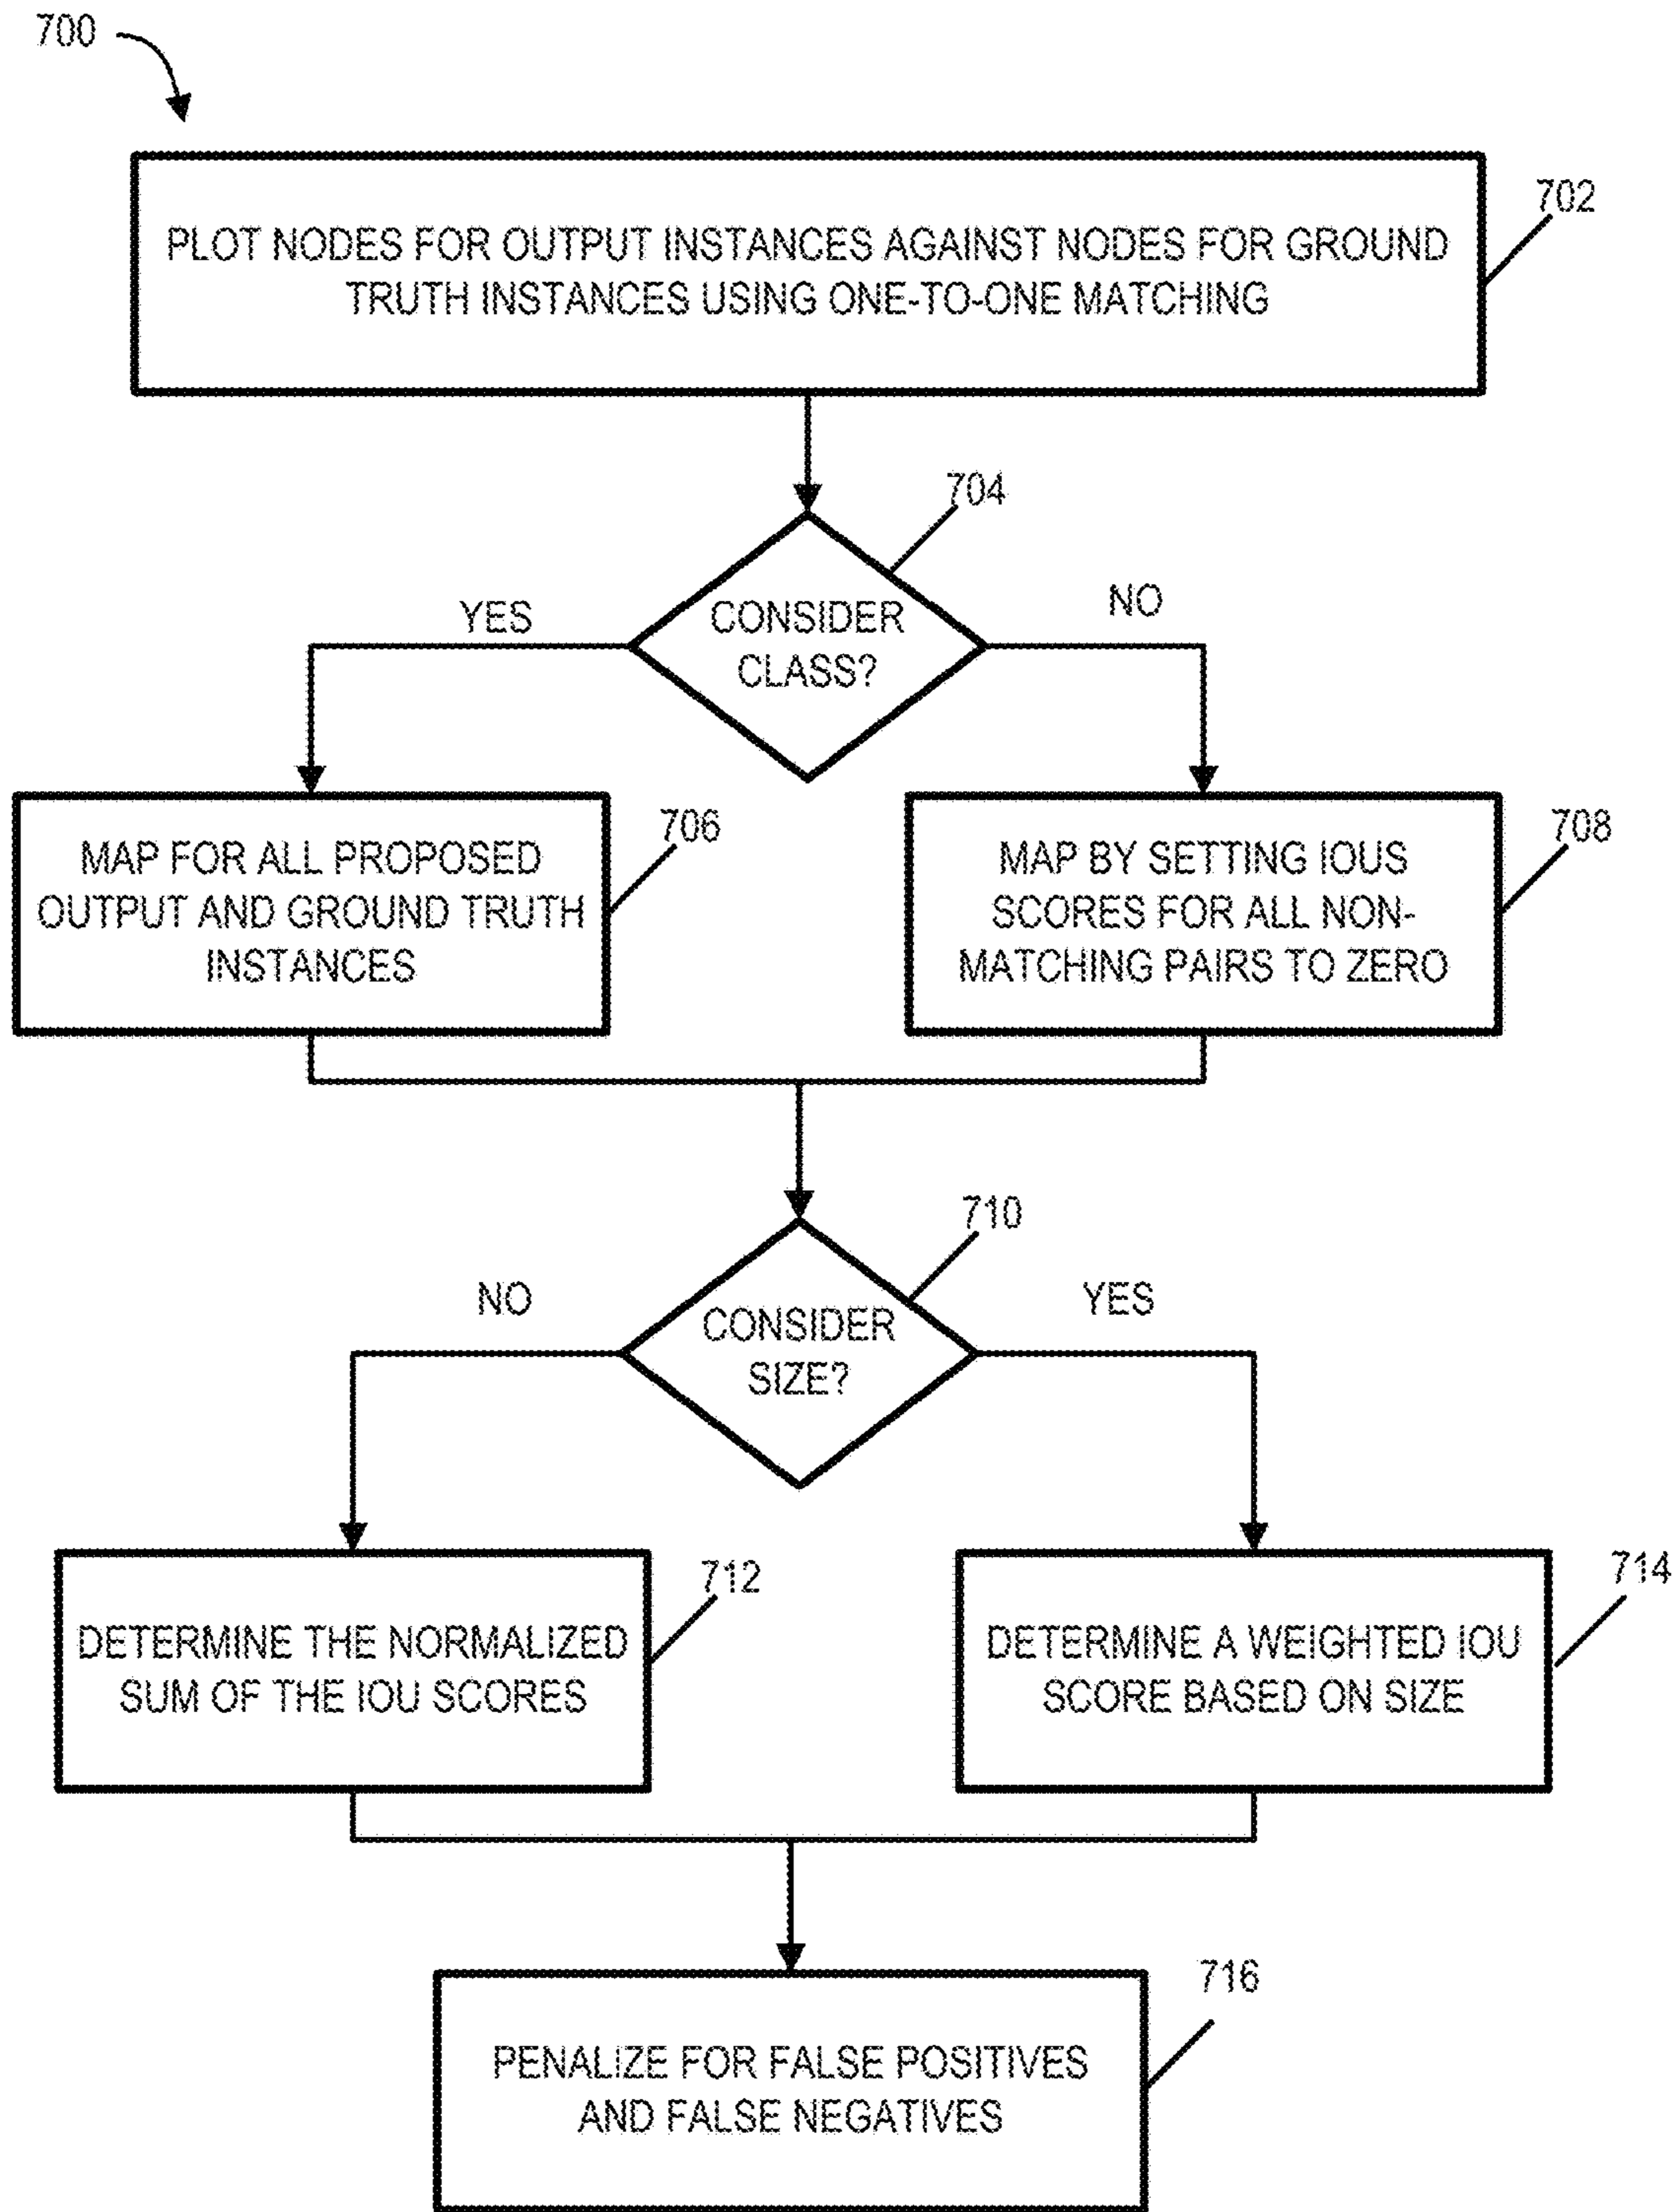 700
702
PLOT NODES FOR OUTPUT INSTANCES AGAINST NODES FOR GROUND
TRUTH INSTANCES USING ONE-TO-ONE MATCHING
704
YES
CONSIDER
CLASS?
NO
706
MAP FOR ALL PROPOSED
OUTPUT AND GROUND TRUTH
INSTANCES
708
MAP BY SETTING IOUS
SCORES FOR ALL NON-
MATCHING PAIRS TO ZERO
710
NO
CONSIDER
SIZE?
YES
712
DETERMINE THE NORMALIZED
SUM OF THE IOU SCORES
714
DETERMINE A WEIGHTED IOU
SCORE BASED ON SIZE
716
PENALIZE FOR FALSE POSITIVES
AND FALSE NEGATIVES